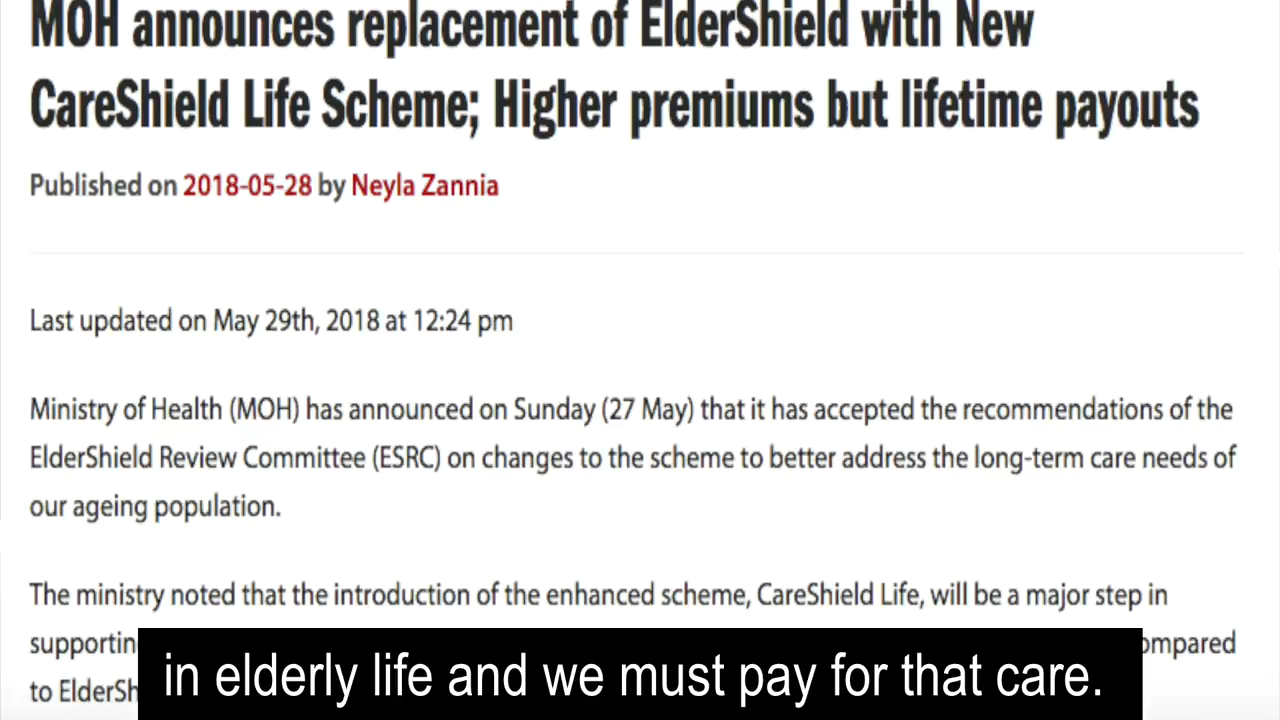 MOH announces replacement of ElderShield with New
CareShield Life Scheme; Higher premiums but lifetime payouts
Published on 2018-05-28 by Neyla Zannia
Last updated on May 29th, 2018 at 12:24 pm
Ministry of Health (MOH) has announced on Sunday (27 May) that it has accepted the recommendations of the
ElderShield Review Committee (ESRC) on changes to the scheme to better address the long-term care needs of
our ageing population.
The ministry noted that the introduction of the enhanced scheme, CareShield Life, will be a major step in
in elderly life and we must pay for that care.